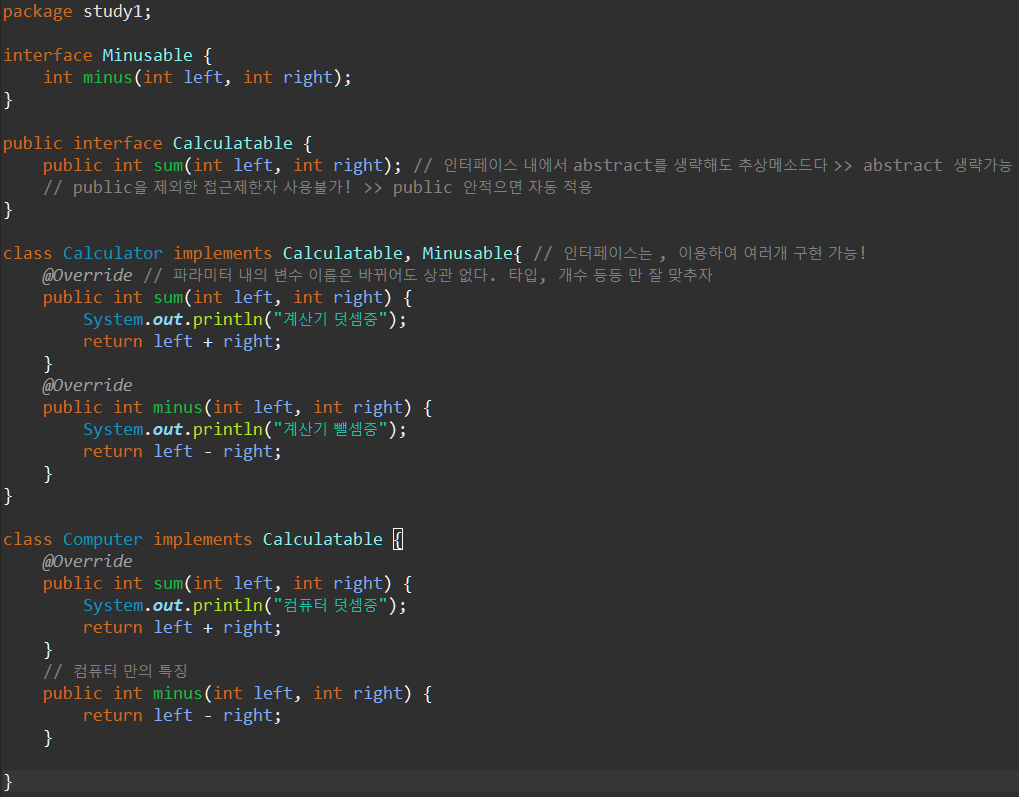 package study1;
interface Minusable {
int minus(int left, int right);
}
public interface Calculatable {
public int sum(int left, int right); // 인터페이스 내에서 abstract를 생략해도 추상메소드다 >> abstract 생략가능
// public을 제외한 접근제한자 사용불가! >> public 안적으면 자동 적용
}
class Calculator implements Calculatable, Minusable{ // 인터페이스는 , 이용하여 여러개 구현 가능!
@Override // 파라미터 내의 변수 이름은 바뀌어도 상관 없다. 타입, 개수 등등 만 잘 맞추자
public int sum(int left, int right) {
System.out.println("계산기 덧셈중");
return left + right;
}
@Override
public int minus(int left, int right) {
System.out.println("계산기 뺄셈중");
return left - right;
}
}
class Computer implements Calculatable {
@Override
public int sum(int left, int right) {
System.out.println("컴퓨터 덧셈중");
return left + right;
}
// 컴퓨터 만의 특징
public int minus(int left, int right) {
return left - right;
}
}